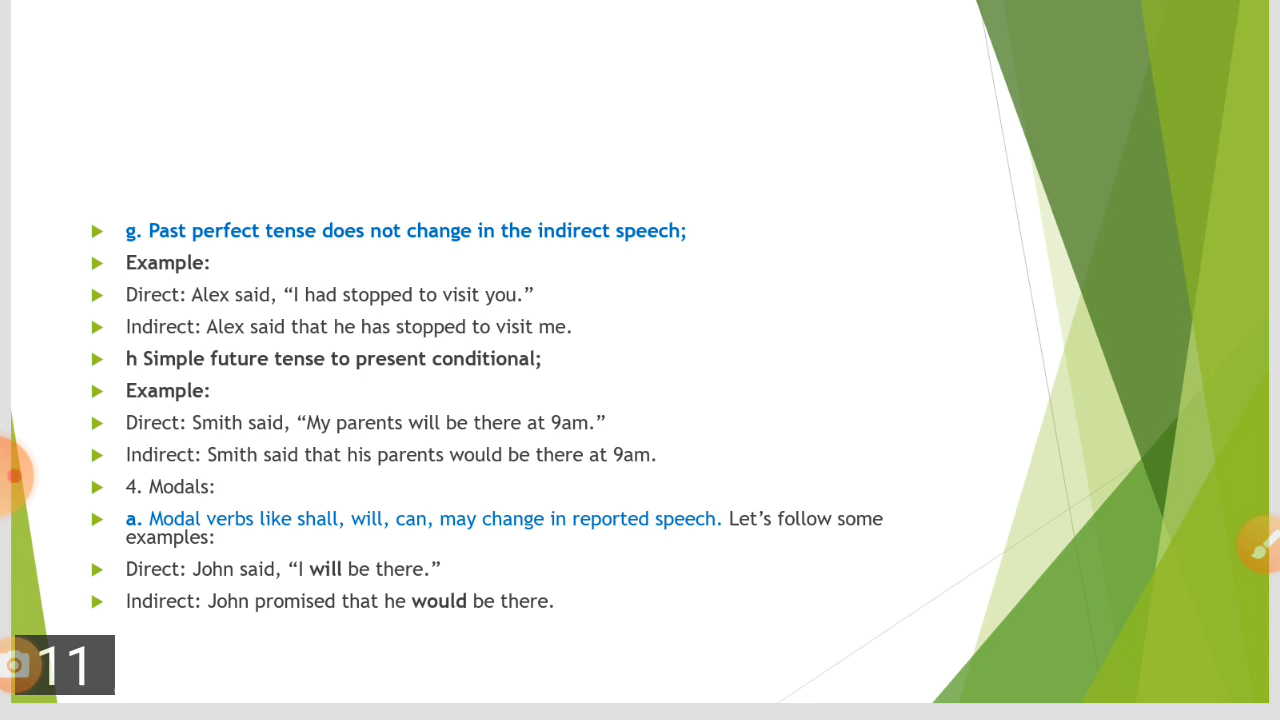 g. Past perfect tense does not change in the indirect speech;
Example:
Direct: Alex said, “I had stopped to visit you.”
Indirect: Alex said that he has stopped to visit me.
h Simple future tense to present conditional;
Example:
Direct: Smith said, “My parents will be there at 9am.”
Indirect: Smith said that his parents would be there at 9am.
4. Modals:
a. Modal verbs like shall, will, can, may change in reported speech. Let’s follow some
examples:
Direct: John said, “I will be there.”
Indirect: John promised that he would be there.
11